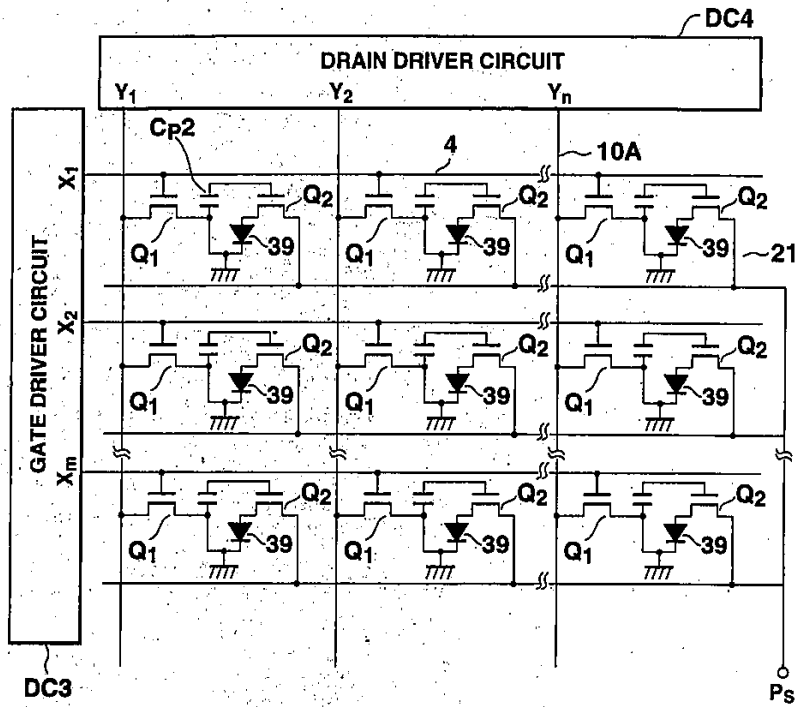 DC4
DRAIN DRIVER CIRCUIT
Y1 Y2 Yn
CP2 4 10A
X1
Q2 Q2 Q2
Q1 39 Q1 39 Q1 39 21
GATE DRIVER CIRCUIT
X2
Q2 Q2 Q2
Q1 39 Q1 39 Q1 39
Xm
Q2 Q2 Q2
Q1 39 Q1 39 Q1 39
DC3
PS